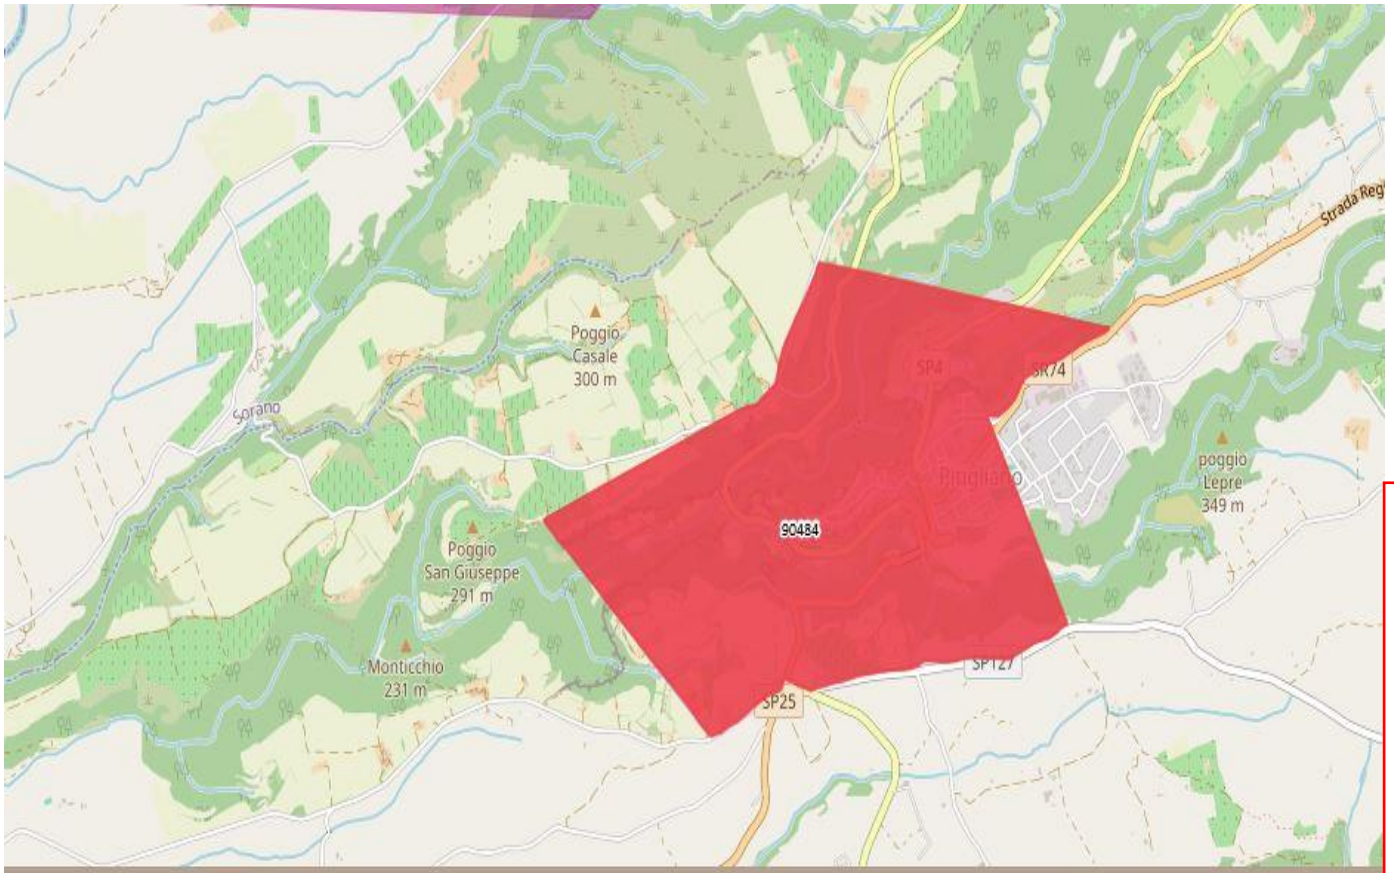 Strada Reg
Poggio
Casale
300 m
SP4
SR74
Sorano
poggio
Lepre
349 m
Pitigliano
90484
Poggio
San Giuseppe
291 m
Monticchio
231 m
SP127
SP25